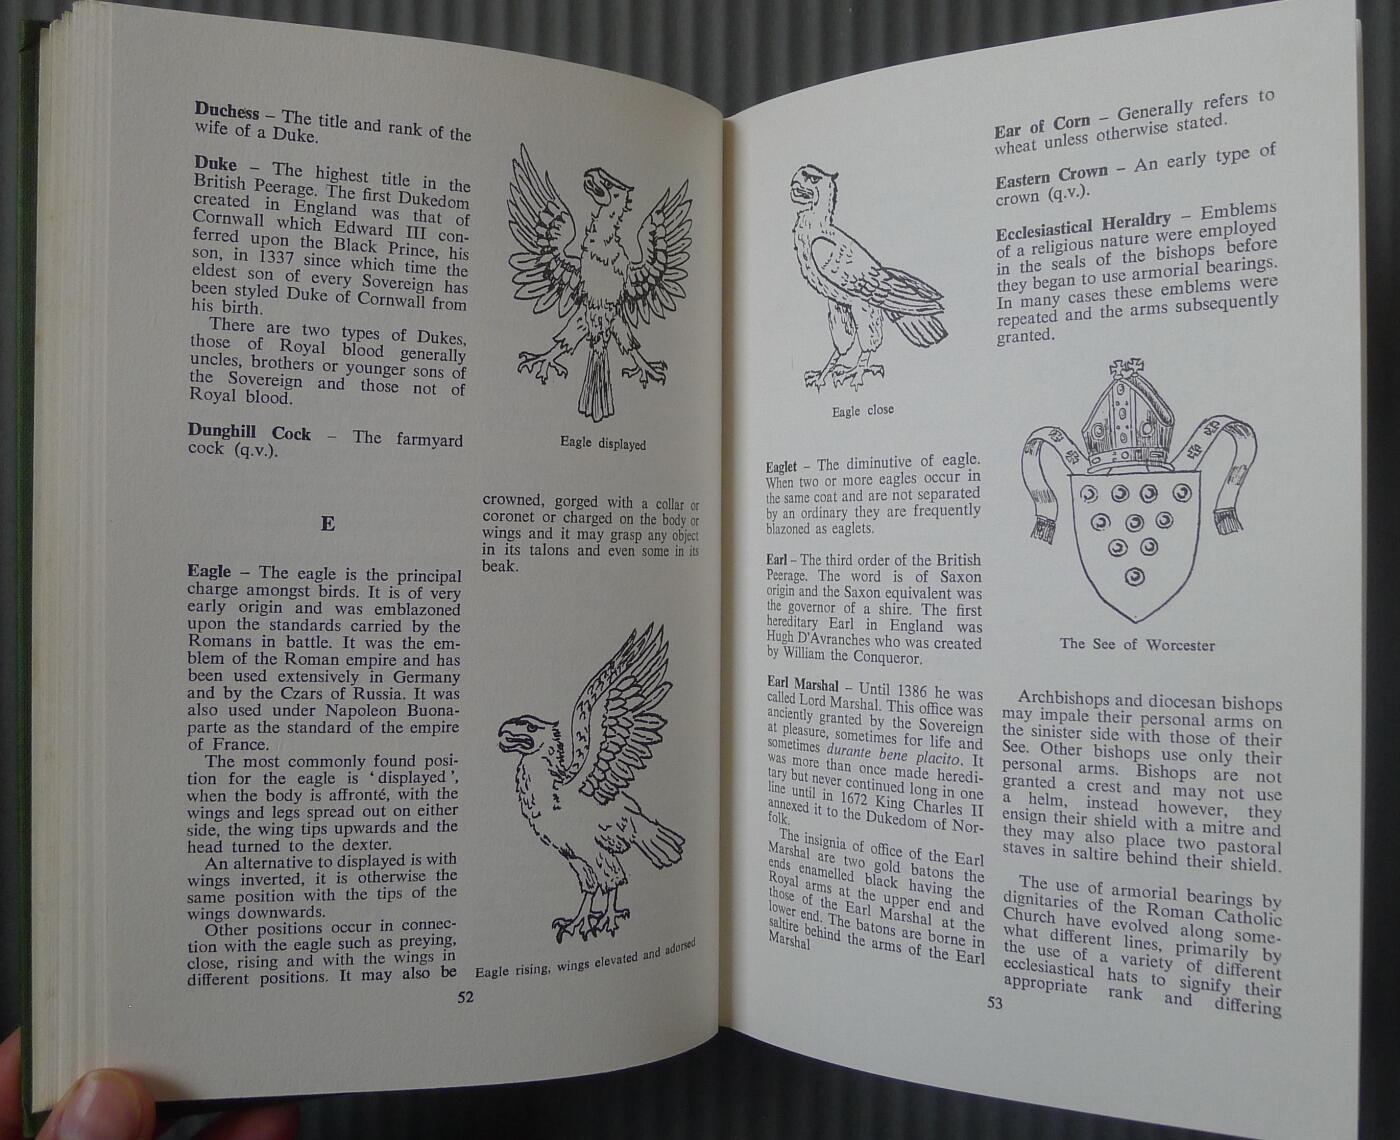 Duchess – The title and rank of the
wife of a Duke.
Duke – The highest title in the
British Peerage. The first Dukedom
created in England was that of
Cornwall which Edward III con-
ferred upon the Black Prince, his
son, in 1337 since which time the
eldest son of every Sovereign has
been styled Duke of Cornwall from
his birth.
There are two types of Dukes,
those of Royal blood generally
uncles, brothers or younger sons of
the Sovereign and those not of
Royal blood.
Dunghill Cock – The farmyard
cock (q.v.).
E
Eagle – The eagle is the principal
charge amongst birds. It is of very
early origin and was emblazoned
upon the standards carried by the
Romans in battle. It was the em-
blem of the Roman empire and has
been used extensively in Germany
and by the Czars of Russia. It was
also used under Napoleon Buona-
parte as the standard of the empire
of France.
The most commonly found posi-
tion for the eagle is ‘displayed’,
when the body is affronté, with the
wings and legs spread out on either
side, the wing tips upwards and the
head turned to the dexter.
An alternative to displayed is with
wings inverted, it is otherwise the
same position with the tips of the
wings downwards.
Other positions occur in connec-
tion with the eagle such as preying,
close, rising and with the wings in
different positions. It may also be
Eagle displayed
crowned, gorged with a collar or
coronet or charged on the body or
wings and it may grasp any object
in its talons and even some in its
beak.
Eagle rising, wings elevated and adorsed
52
Eagle close
Eaglet – The diminutive of eagle.
When two or more eagles occur in
the same coat and are not separated
by an ordinary they are frequently
blazoned as eaglets.
Earl – The third order of the British
Peerage. The word is of Saxon
origin and the Saxon equivalent was
the governor of a shire. The first
hereditary Earl in England was
Hugh D'Avranches who was created
by William the Conqueror.
Earl Marshal – Until 1386 he was
called Lord Marshal. This office was
anciently granted by the Sovereign
at pleasure, sometimes for life and
sometimes durante bene placito. It
was more than once made heredi-
tary but never continued long in one
line until in 1672 King Charles II
annexed it to the Dukedom of Nor-
folk.
The insignia of office of the Earl
Marshal are two gold batons the
ends enamelled black having the
Royal arms at the upper end and
those of the Earl Marshal at the
lower end. The batons are borne in
saltire behind the arms of the Earl
Marshal
Ear of Corn – Generally refers to
wheat unless otherwise stated.
Eastern Crown – An early type of
crown (q.v.).
Ecclesiastical Heraldry – Emblems
of a religious nature were employed
in the seals of the bishops before
they began to use armorial bearings.
In many cases these emblems were
repeated and the arms subsequently
granted.
The See of Worcester
Archbishops and diocesan bishops
may impale their personal arms on
the sinister side with those of their
See. Other bishops use only their
personal arms. Bishops are not
granted a crest and may not use
a helm, instead however, they
ensign their shield with a mitre and
they may also place two pastoral
staves in saltire behind their shield.
The use of armorial bearings by
dignitaries of the Roman Catholic
Church have evolved along some-
what different lines, primarily by
the use of a variety of different
ecclesiastical hats to signify their
appropriate rank and differing
53